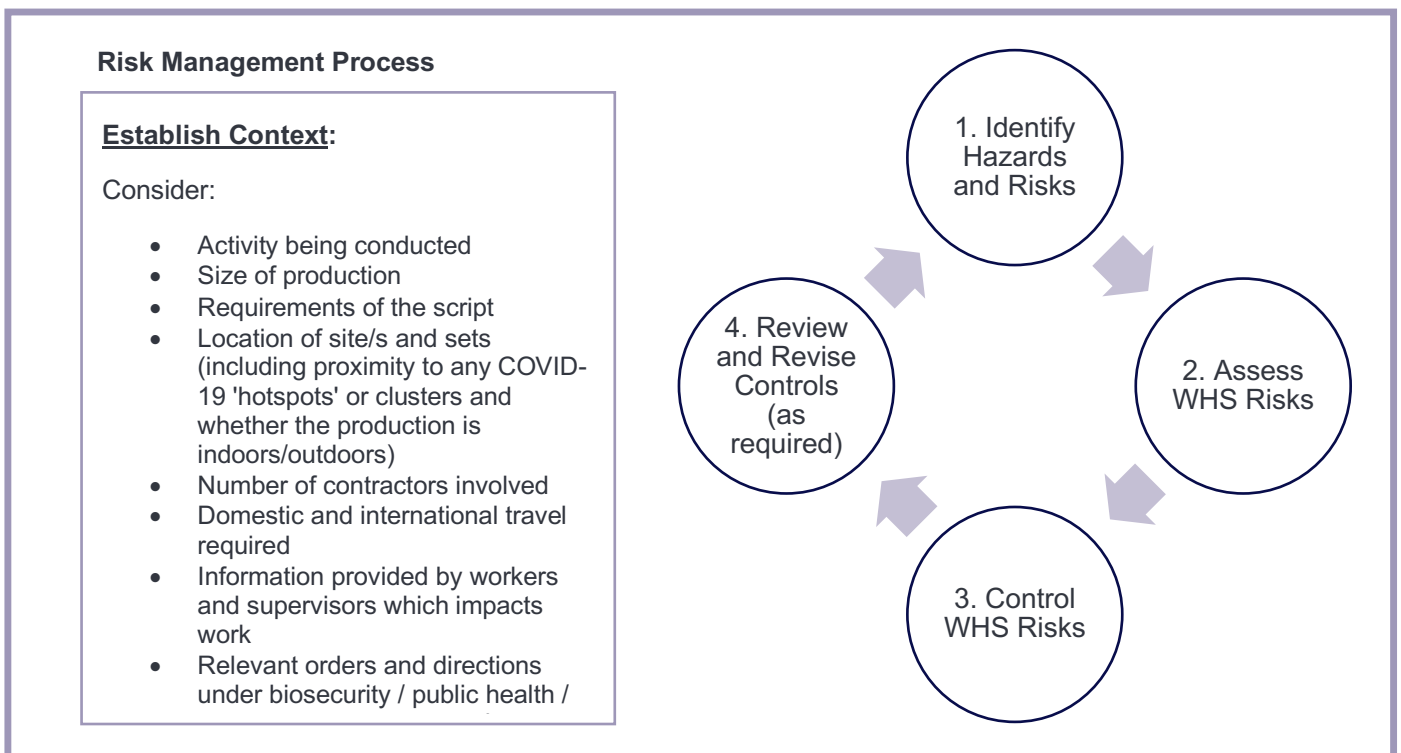 Risk Management Process
Establish Context:
Consider:
• Activity being conducted
• Size of production
• Requirements of the script
• Location of site/s and sets
(including proximity to any COVID-
19 'hotspots' or clusters and
whether the production is
indoors/outdoors)
• Number of contractors involved
• Domestic and international travel
required
• Information provided by workers
and supervisors which impacts
work
• Relevant orders and directions
under biosecurity / public health /
1. Identify
Hazards
and Risks
2. Assess
WHS Risks
3. Control
WHS Risks
4. Review
and Revise
Controls
(as
required)